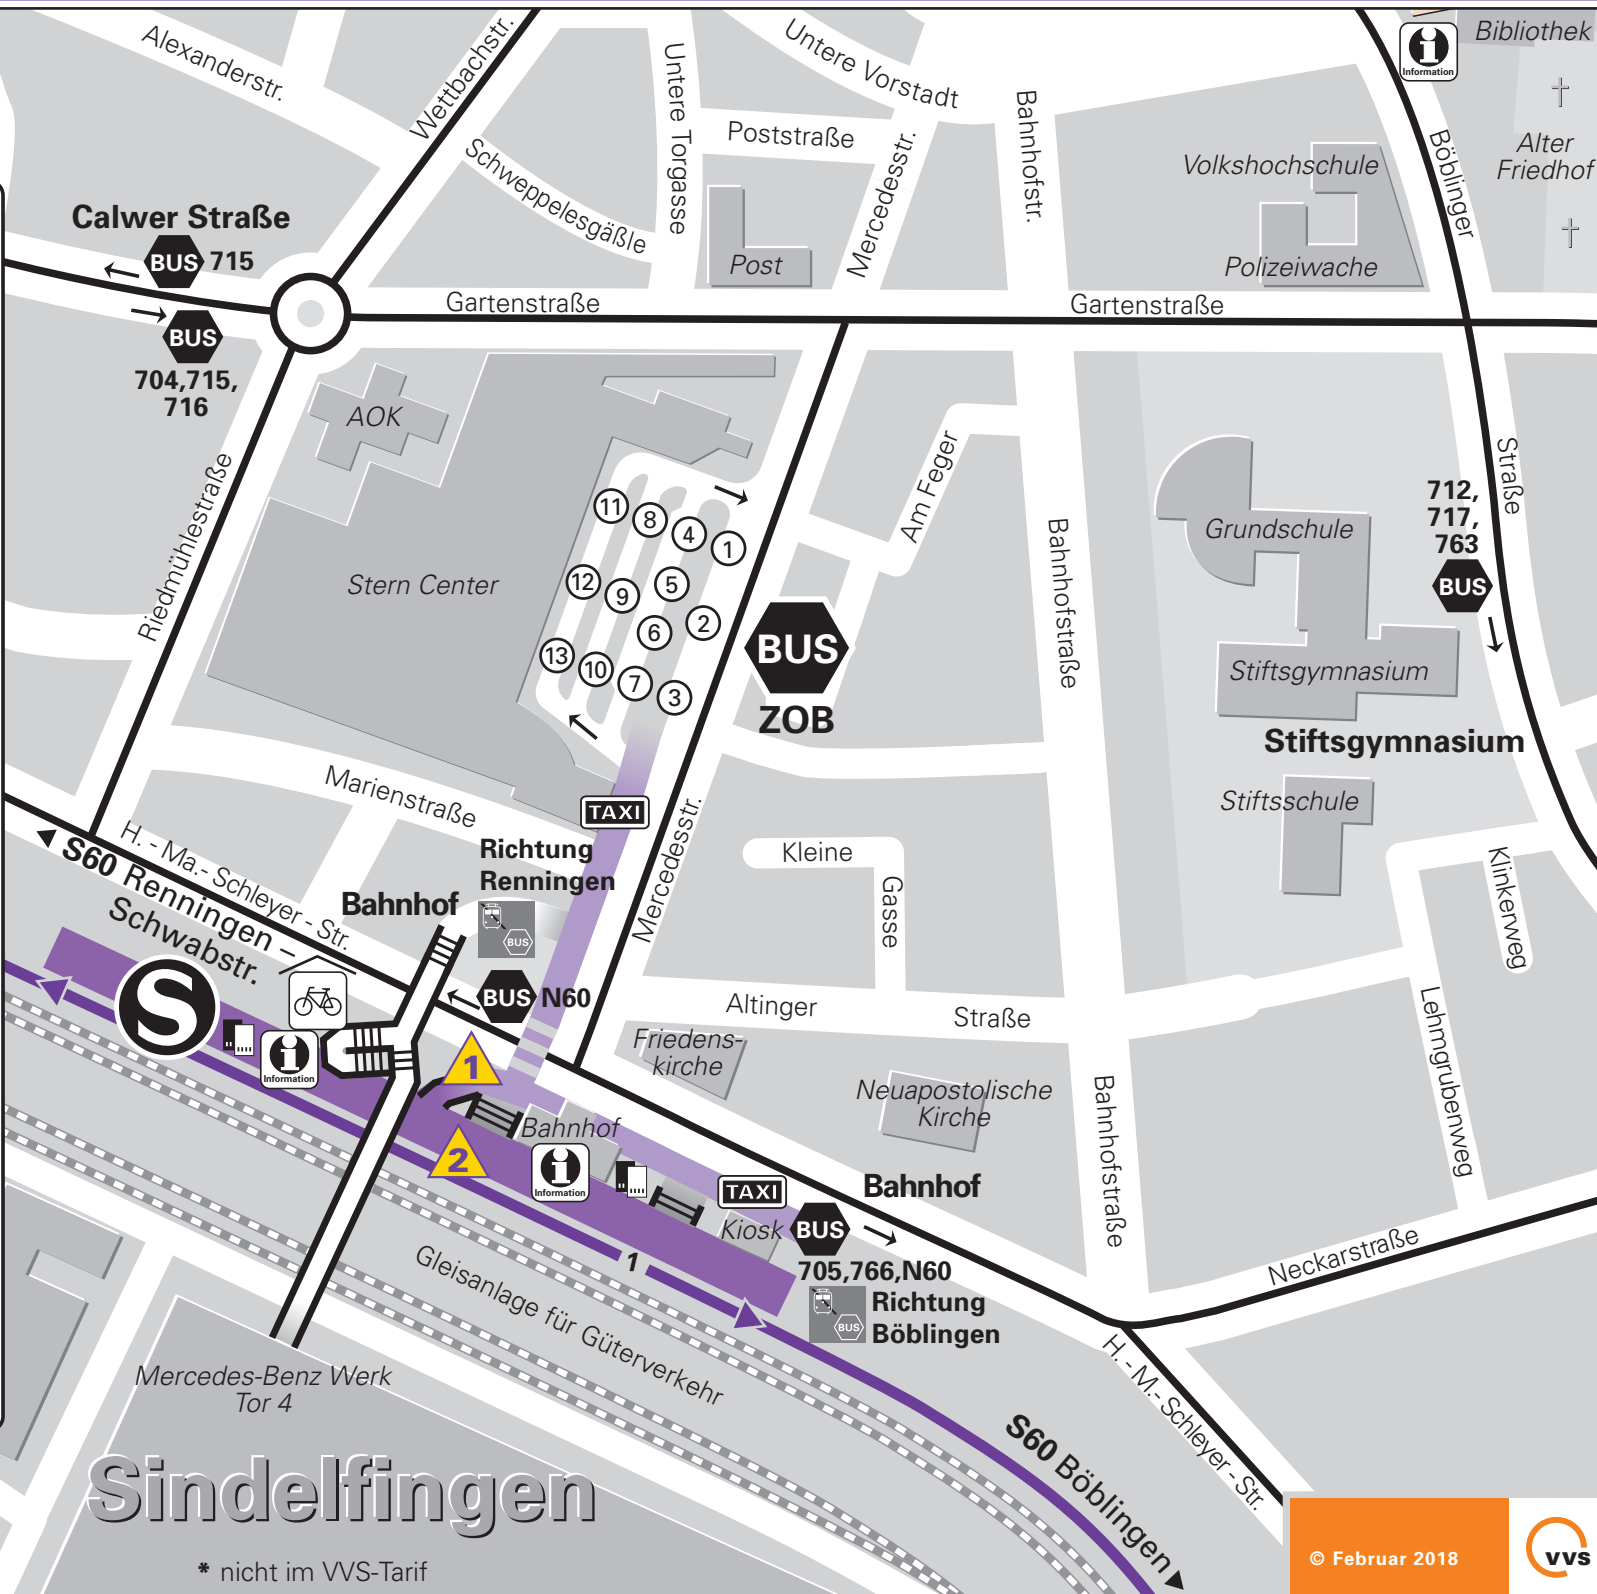 Alexanderstr.
Wettbachstr.
Untere Torgasse
Untere Vorstadt
Poststraße
Bahnhofstr.
Mercedesstr.
Schweppelesgäßle
Post
Information
Bibliothek
Alter
Friedhof
Böblinger
Volkshochschule
Polizeiwache
Calwer Straße
BUS 715
BUS
704,715,
716
Gartenstraße
Gartenstraße
AOK
Riedmühlestraße
Stern Center
11
8
4
1
12
9
5
2
6
13
10
7
3
Am Feger
BUS
ZOB
Bahnhofstraße
Grundschule
Straße
712,
717,
763
BUS
Stiftsgymnasium
Stiftsgymnasium
Stiftsschule
Klinkerweg
Lehmgrubenweg
Marienstraße
TAXI
Mercedesstr.
Kleine
Gasse
Richtung
Renningen
BUS
Bahnhof
BUS N60
H. - Ma.- Schleyer - Str.
S60 Renningen –
Schwabstr.
S
Information
1
2
Bahnhof
Information
Altinger
Straße
Friedens-
kirche
Neuapostolische
Kirche
Bahnhofstraße
TAXI
Kiosk
BUS
Bahnhof
705,766,N60
BUS
Richtung
Böblingen
1
Gleisanlage für Güterverkehr
Neckarstraße
H. - M.- Schleyer - Str.
S60 Böblingen
Mercedes-Benz Werk
Tor 4
Sindelfingen
* nicht im VVS-Tarif
© Februar 2018
vvs